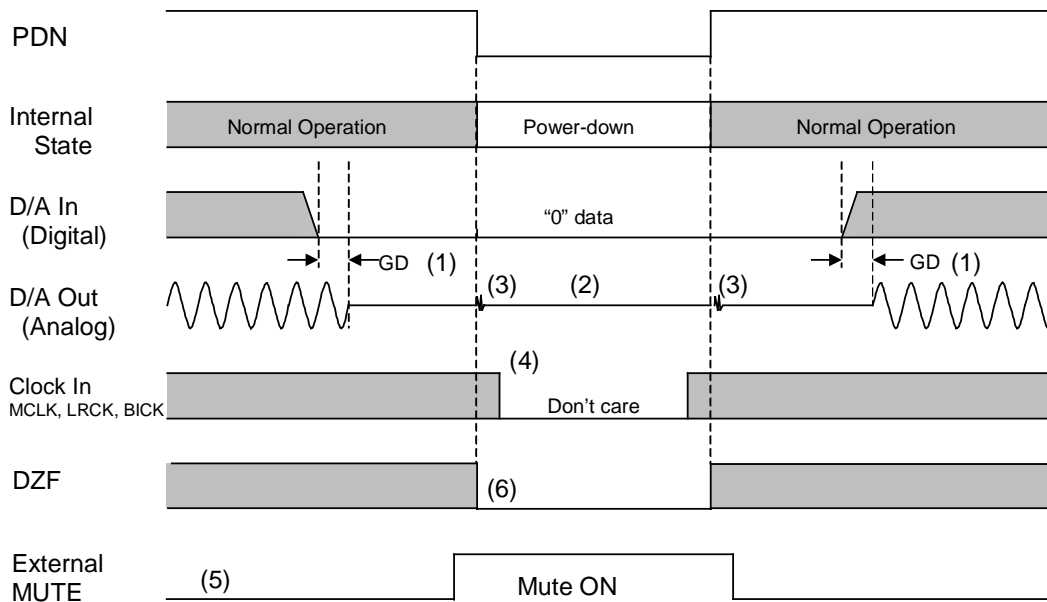 PDN
Internal
State
Normal Operation
Power-down
Normal Operation
D/A In
(Digital)
“0” data
GD (1)
GD (1)
D/A Out
(Analog)
(3)
(2)
(3)
Clock In
MCLK, LRCK, BICK
(4)
Don’t care
DZF
(6)
External
MUTE
(5)
Mute ON